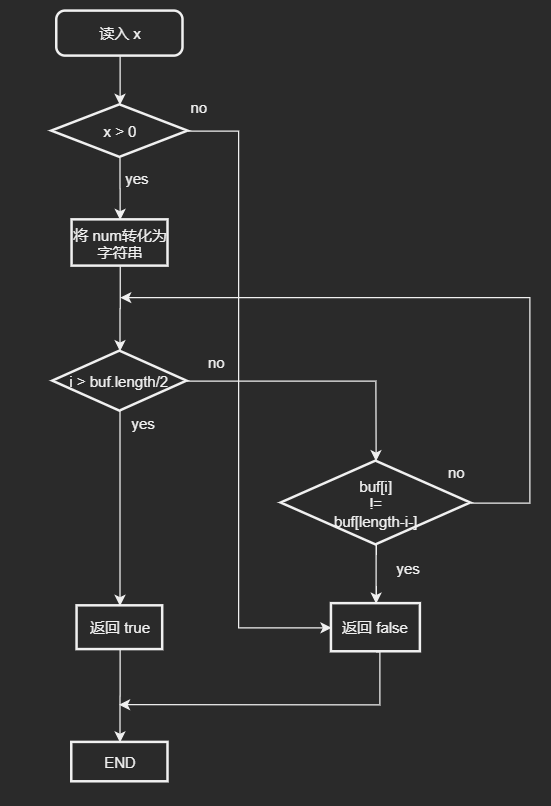 读入 x
no
x > 0
yes
将 num转化为
字符串
no
i > buf.length/2
yes
no
buf[i]
!=
buf[length-i-]
yes
返回 true
返回 false
END